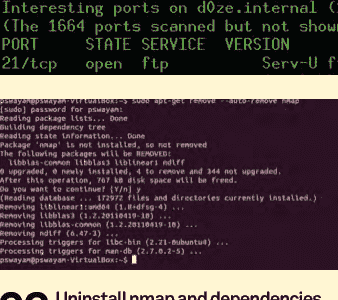 Interesting ports on d0ze.internal (
(The 1664 ports scanned but not show
PORT STATE SERVICE VERSION
21/tcp open ftp Serv-U f
pswayam@pswayam-VirtualBox:~$ sudo apt-get remove --auto-remove nmap
[sudo] password for pswayam:
Reading package lists... Done
Building dependency tree
Reading state information... Done
Package 'nmap' is not installed, so not removed
The following packages will be REMOVED:
libblas-common libblas3 liblinear1 ndiff
0 upgraded, 0 newly installed, 4 to remove and 344 not upgraded.
After this operation, 767 kB disk space will be freed.
Do you want to continue? [Y/n] y
(Reading database ... 172972 files and directories currently installed.)
Removing liblinear1:amd64 (1.8+dfsg-4) ...
Removing libblas3 (1.2.20110419-10) ...
Removing libblas-common (1.2.20110419-10) ...
Removing ndiff (6.47-3) ...
Processing triggers for libc-bin (2.21-0ubuntu4) ...
Processing triggers for man-db (2.7.0.2-5) ...
pswayam@pswayam-VirtualBox:~$
Uninstall nmap and dependencies